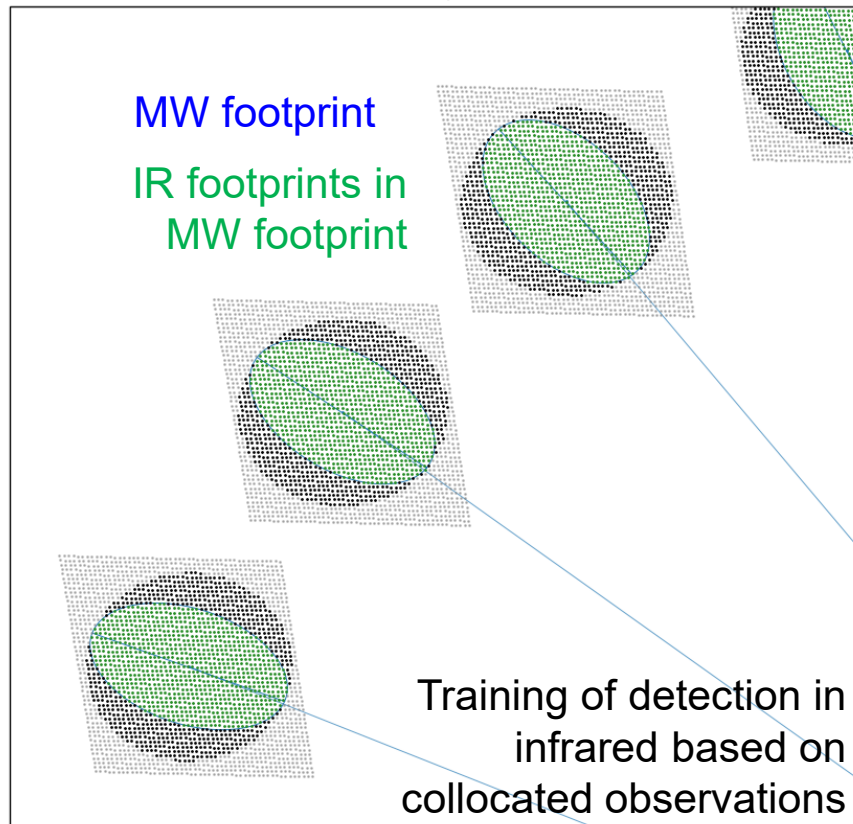 MW footprint
IR footprints in
MW footprint
Training of detection in
infrared based on
collocated observations